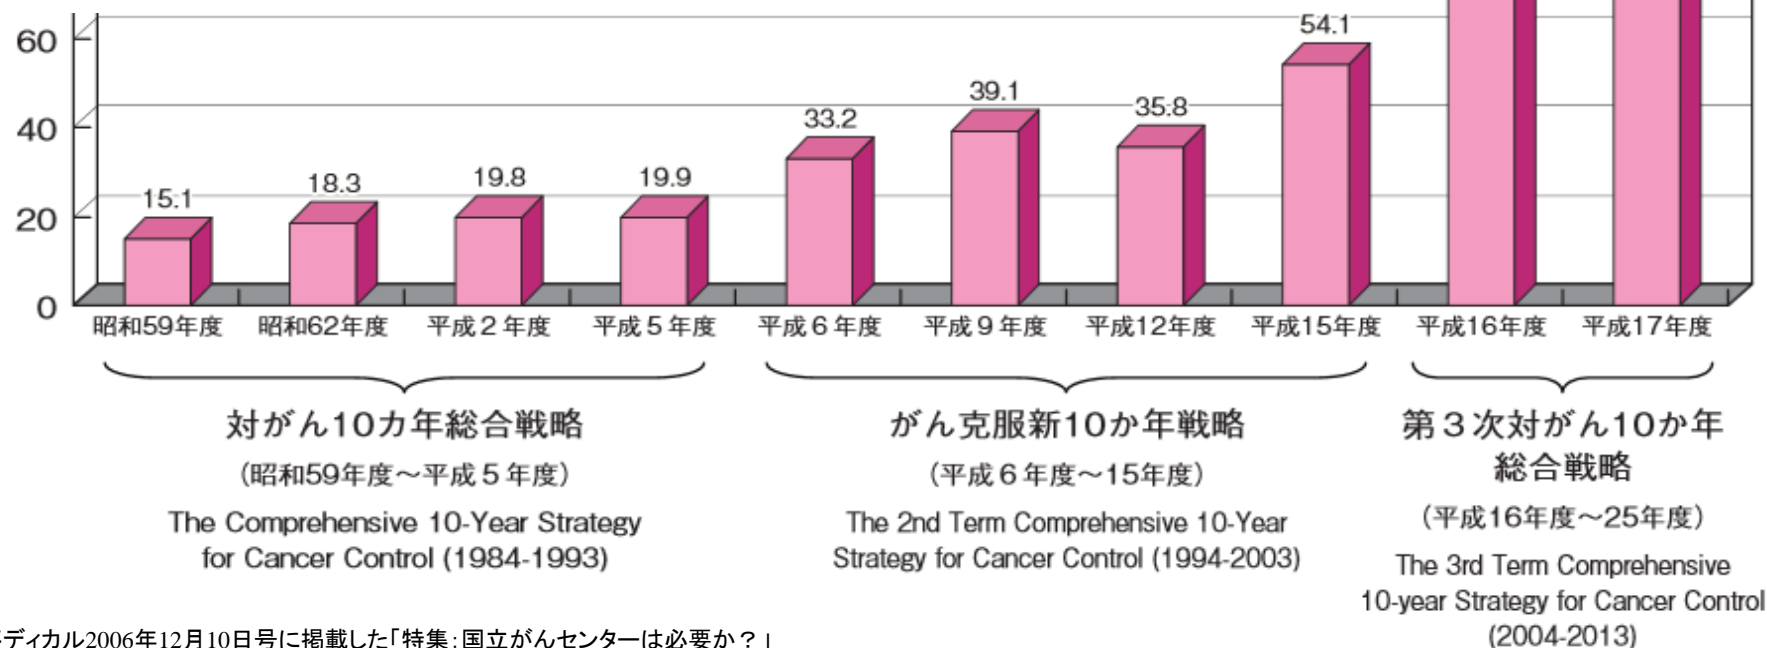 60
54.1
39.1
40
33.2
35.8
15.1
18.3
19.8
19.9
20
0
昭和59年度 昭和62年度 平成2年度 平成5年度 平成6年度 平成9年度 平成12年度 平成15年度 平成16年度 平成17年度
対がん10カ年総合戦略
(昭和59年度～平成5年度)
The Comprehensive 10-Year Strategy
for Cancer Control (1984-1993)
がん克服新10か年戦略
(平成6年度～15年度)
The 2nd Term Comprehensive 10-Year
Strategy for Cancer Control (1994-2003)
第3次対がん10か年
総合戦略
(平成16年度～25年度)
The 3rd Term Comprehensive
10-year Strategy for Cancer Control
(2004-2013)
ディカル2006年12月10日号に掲載した「特集：国立がんセンターは必要か？」